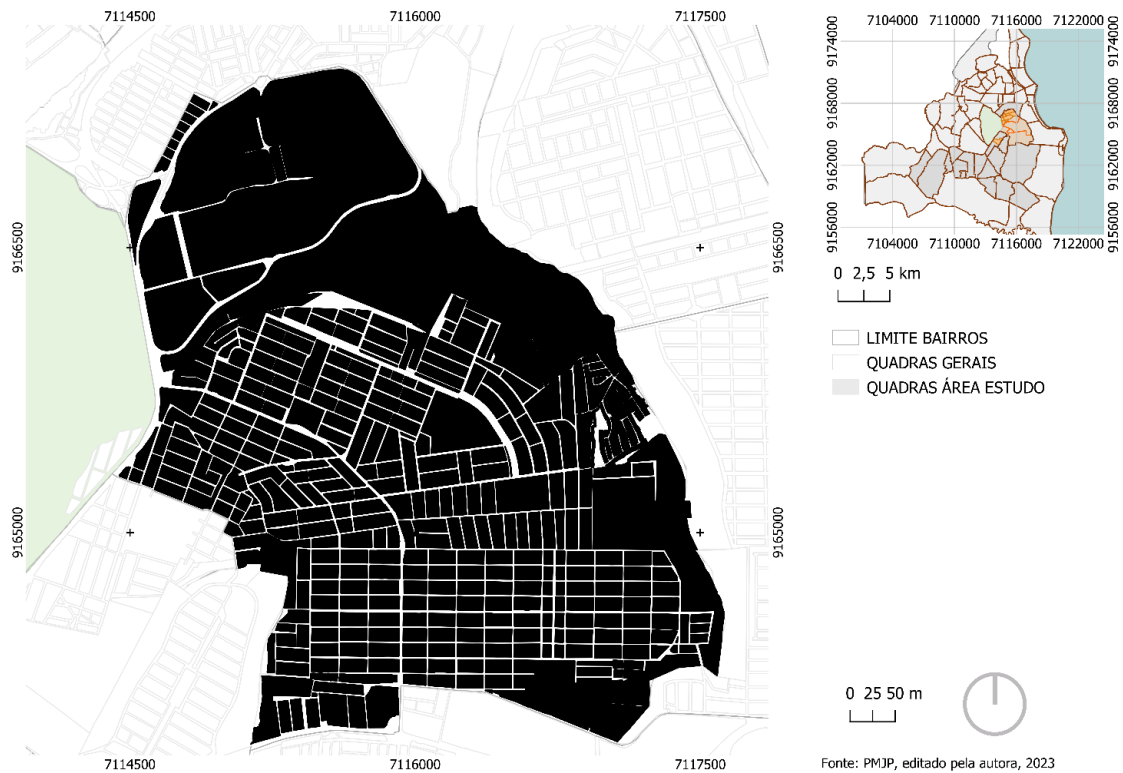 7114500 7116000 7117500
9166500 9166500
9165000 9165000
7114500 7116000 7117500
7104000 7110000 7116000 7122000
9174000 9174000
9168000 9168000
9162000 9162000
9156000 9156000
7104000 7110000 7116000 7122000
0 2,5 5 km
LIMITE BAIRROS
QUADRAS GERAIS
QUADRAS ÁREA ESTUDO
0 25 50 m
Fonte: PMJP, editado pela autora, 2023